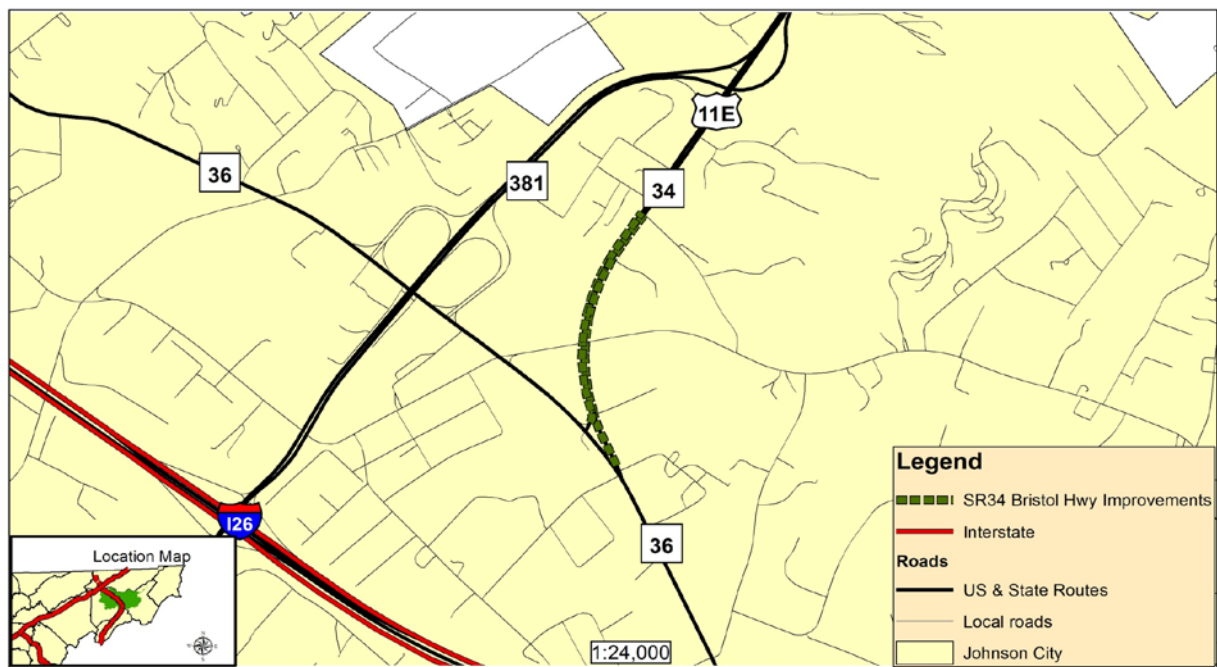 11E
36
381
34
I26
36
Location Map
1:24,000
Legend
SR34 Bristol Hwy Improvements
Interstate
Roads
US & State Routes
Local roads
Johnson City